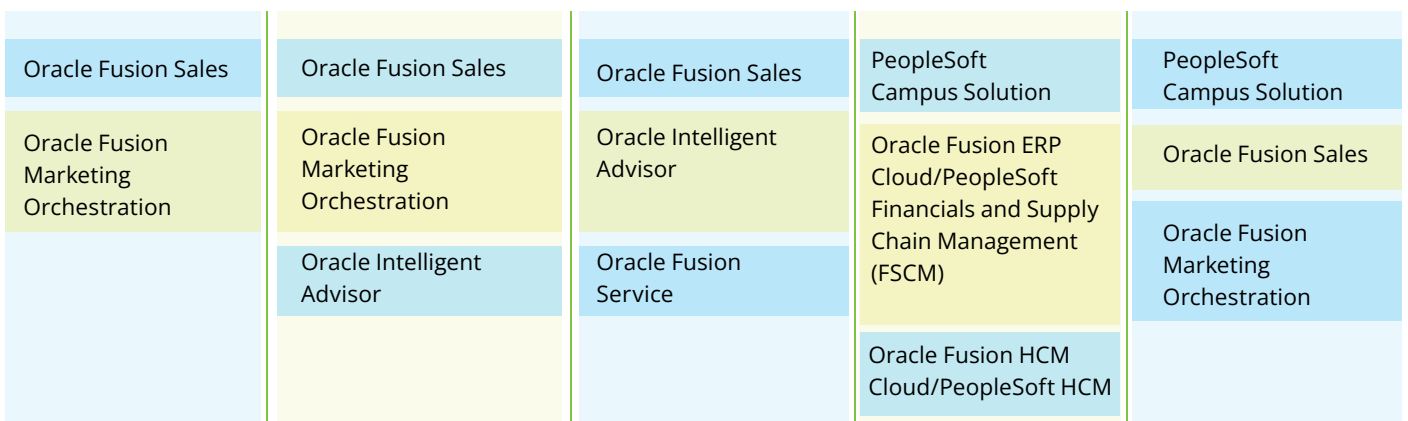 Oracle Fusion Sales
Oracle Fusion
Marketing
Orchestration
Oracle Fusion Sales
Oracle Fusion
Marketing
Orchestration
Oracle Intelligent
Advisor
Oracle Fusion Sales
Oracle Intelligent
Advisor
Oracle Fusion
Service
PeopleSoft
Campus Solution
Oracle Fusion ERP
Cloud/PeopleSoft
Financials and Supply
Chain Management
(FSCM)
Oracle Fusion HCM
Cloud/PeopleSoft HCM
PeopleSoft
Campus Solution
Oracle Fusion Sales
Oracle Fusion
Marketing
Orchestration